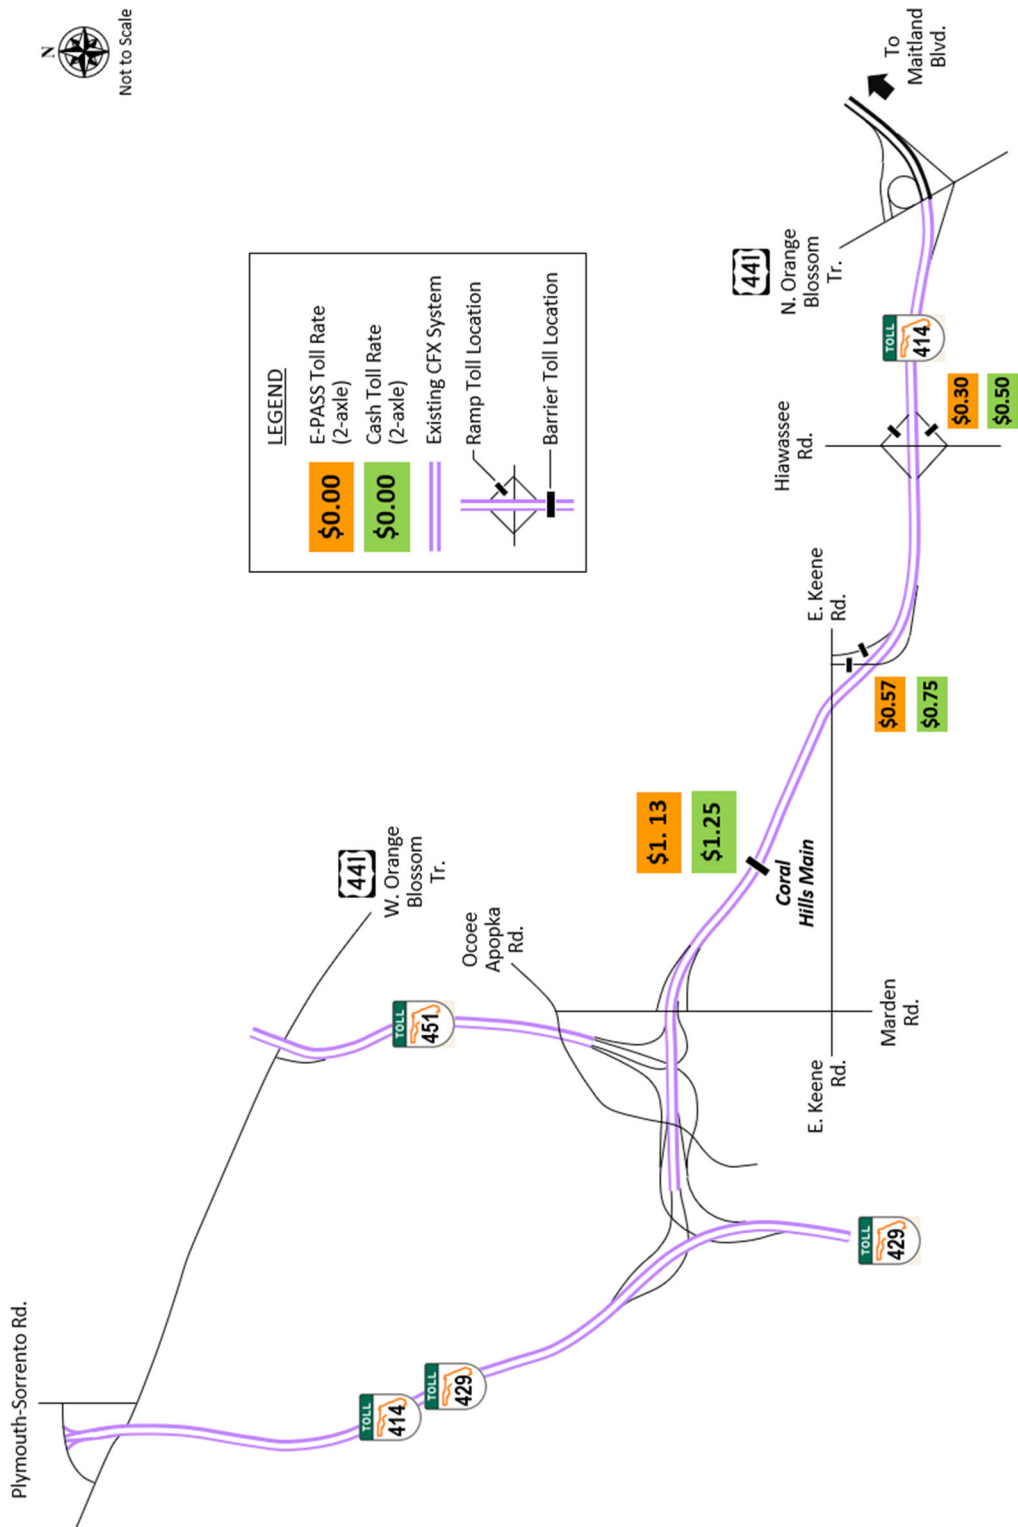 N
Not to Scale
Plymouth-Sorrento Rd.
441
W. Orange
Blossom
Tr.
LEGEND
$0.00
E-PASS Toll Rate
(2-axle)
$0.00
Cash Toll Rate
(2-axle)
Existing CFX System
Ramp Toll Location
Barrier Toll Location
TOLL
414
TOLL
429
TOLL
451
Ocoee
Apopka
Rd.
$1. 13
$1.25
Coral
Hills Main
441
N. Orange
Blossom
Tr.
To
Maitland
Blvd.
TOLL
414
Hiawassee
Rd.
$0.30
$0.50
E. Keene
Rd.
$0.57
$0.75
E. Keene
Rd.
Marden
Rd.
TOLL
429